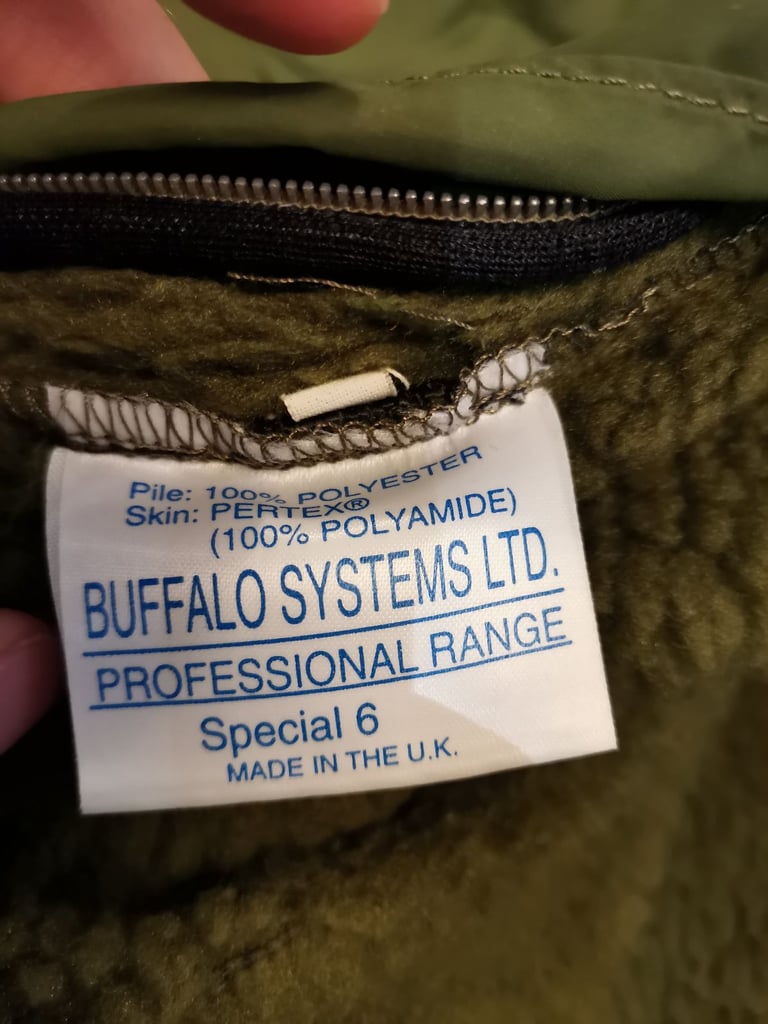 Pile: 100% POLYESTER
Skin: PERTEX®
(100% POLYAMIDE)
BUFFALO SYSTEMS LTD.
PROFESSIONAL RANGE
Special 6
MADE IN THE U.K.